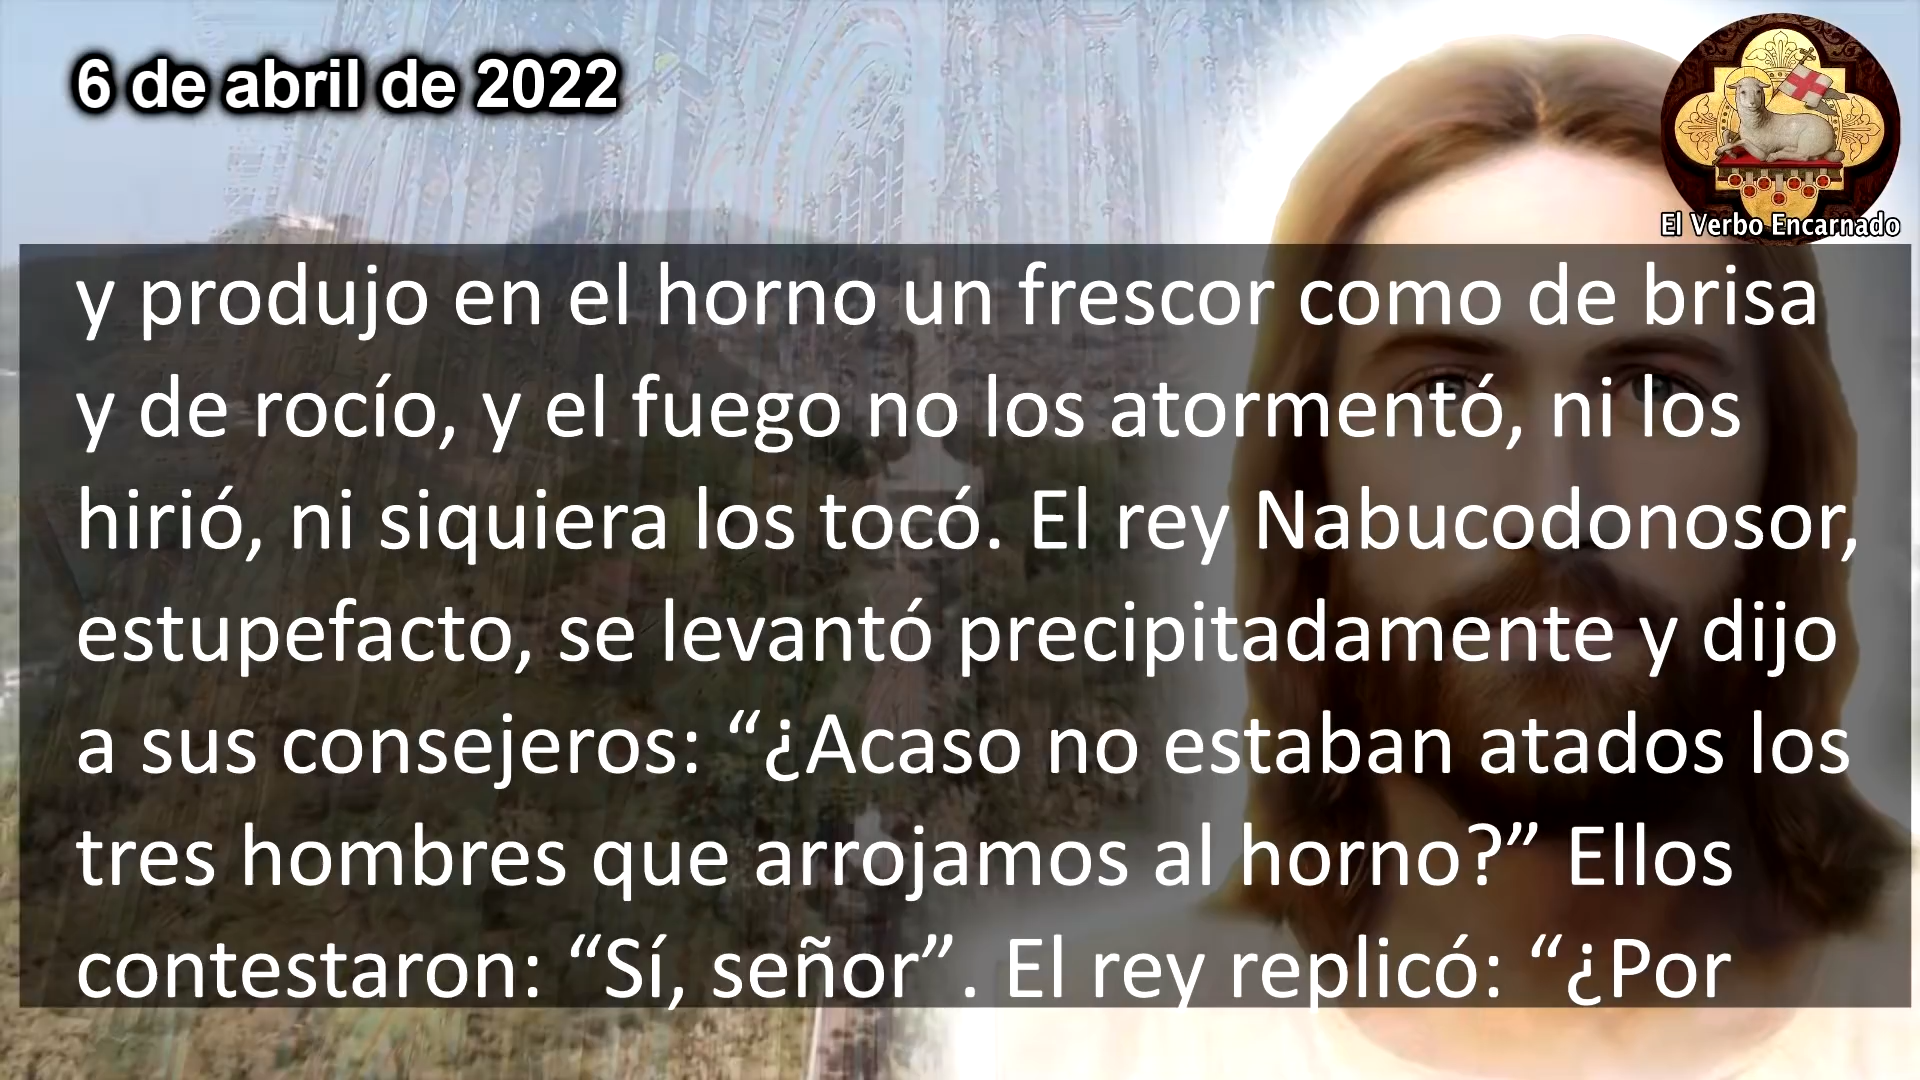 6 de abril de 2022
El Verbo Encarnado
y produjo en el horno un frescor como de brisa
y de rocío, y el fuego no los atormentó, ni los
hirió, ni siquiera los tocó. El rey Nabucodonosor,
estupefacto, se levantó precipitadamente y dijo
a sus consejeros: “¿Acaso no estaban atados los
tres hombres que arrojamos al horno?” Ellos
contestaron: “Sí, señor”. El rey replicó: “¿Por